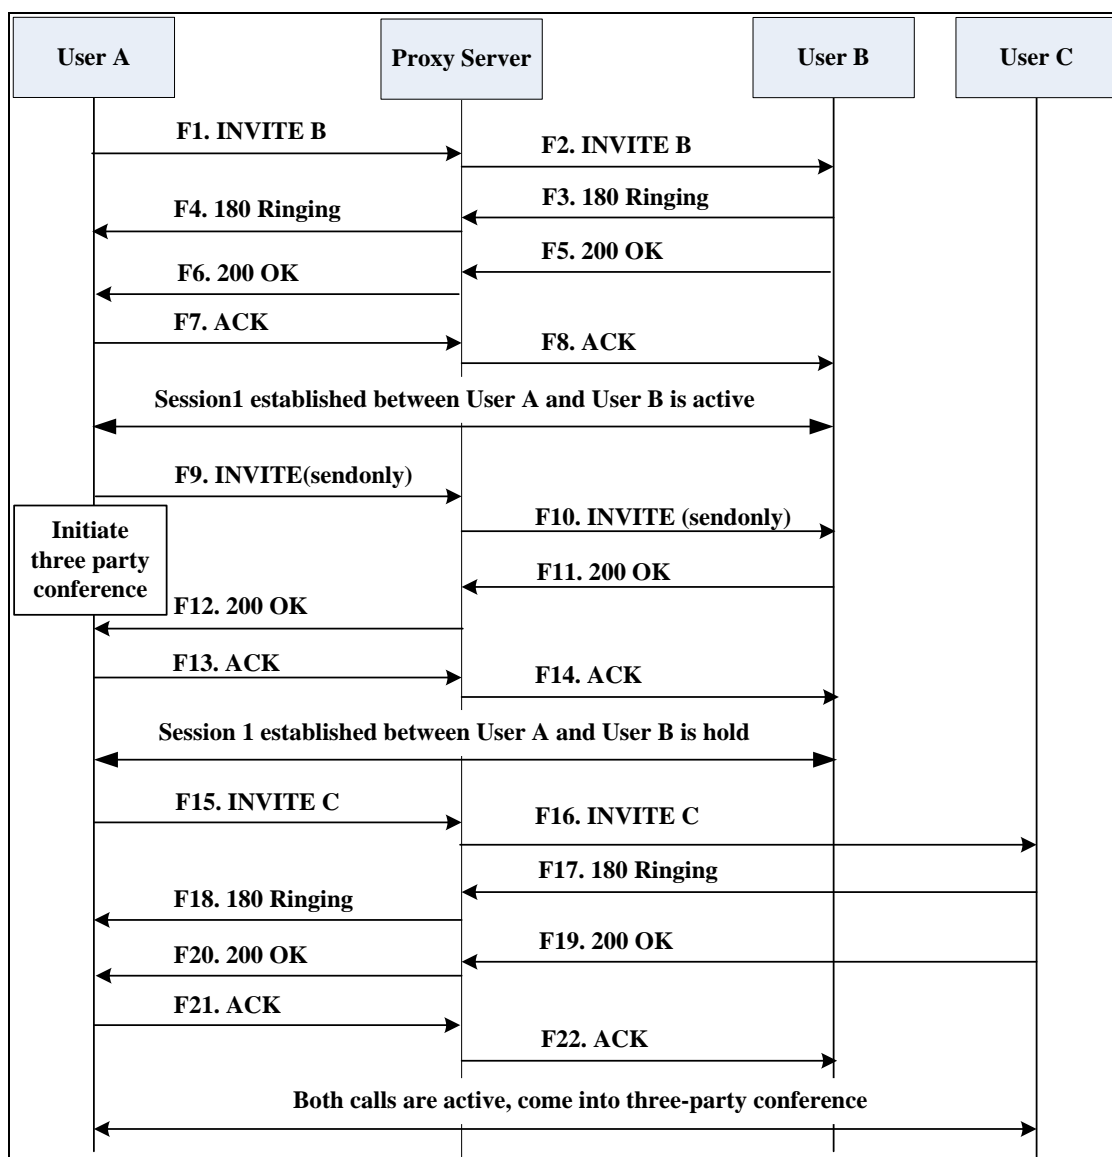 User A
Proxy Server
User B
User C
F1. INVITE B
F2. INVITE B
F3. 180 Ringing
F4. 180 Ringing
F5. 200 OK
F6. 200 OK
F7. ACK
F8. ACK
Session1 established between User A and User B is active
F9. INVITE(sendonly)
Initiate
three party
conference
F10. INVITE (sendonly)
F11. 200 OK
F12. 200 OK
F13. ACK
F14. ACK
Session 1 established between User A and User B is hold
F15. INVITE C
F16. INVITE C
F17. 180 Ringing
F18. 180 Ringing
F19. 200 OK
F20. 200 OK
F21. ACK
F22. ACK
Both calls are active, come into three-party conference